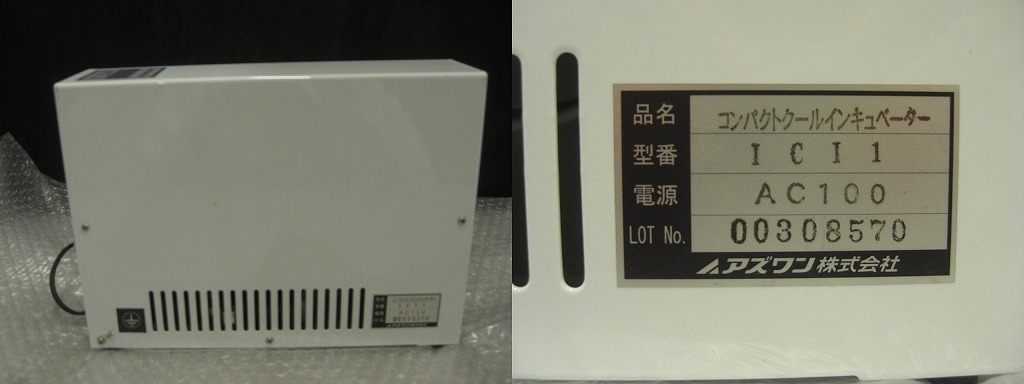 品名 コンパクトクールインキュベーター
型番 ICI1
電源 AC100
LOT No. 00308570
アズワン株式会社